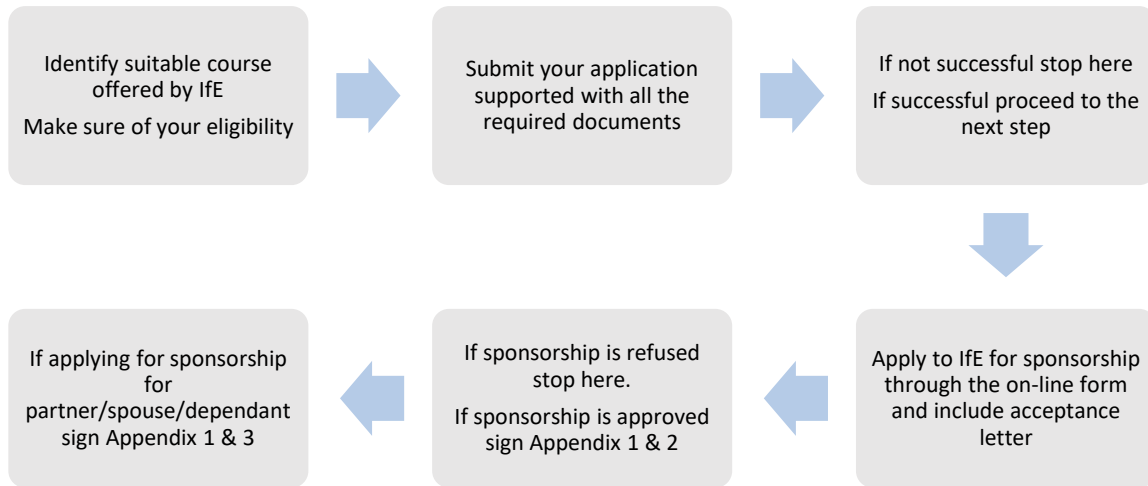 Identify suitable course
offered by IfE
Make sure of your eligibility
Submit your application
supported with all the
required documents
If not successful stop here
If successful proceed to the
next step
Apply to IfE for sponsorship
through the on-line form
and include acceptance
letter
If sponsorship is refused
stop here.
If sponsorship is approved
sign Appendix 1 & 2
If applying for sponsorship
for
partner/spouse/dependant
sign Appendix 1 & 3